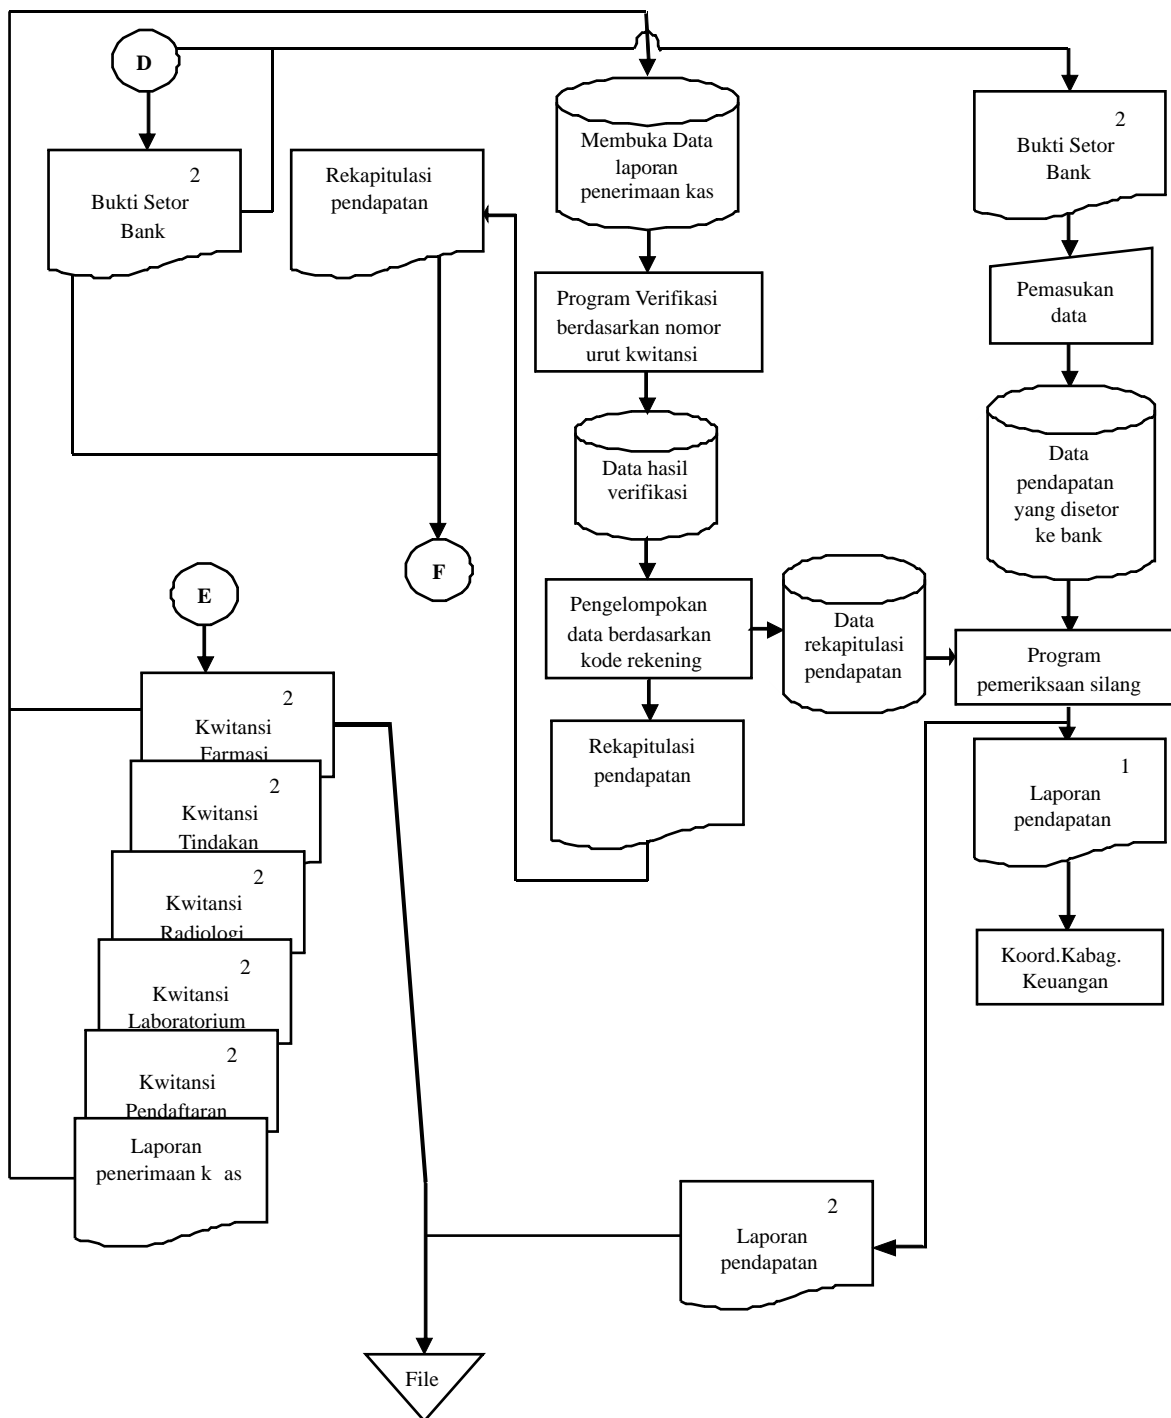 D
2
Bukti Setor
Bank
Rekapitulasi
pendapatan
Membuka Data
laporan
penerimaan kas
2
Bukti Setor
Bank
Program Verifikasi
berdasarkan nomor
urut kwitansi
Pemasukan
data
Data hasil
verifikasi
Data
pendapatan
yang disetor
ke bank
F
E
Pengelompokan
data berdasarkan
kode rekening
Data
rekapitulasi
pendapatan
Program
pemeriksaan silang
2
Kwitansi
Farmasi
2
Kwitansi
Tindakan
2
Kwitansi
Radiologi
2
Kwitansi
Laboratorium
2
Kwitansi
Pendaftaran
Laporan
penerimaan k as
Rekapitulasi
pendapatan
1
Laporan
pendapatan
Koord.Kabag.
Keuangan
2
Laporan
pendapatan
File